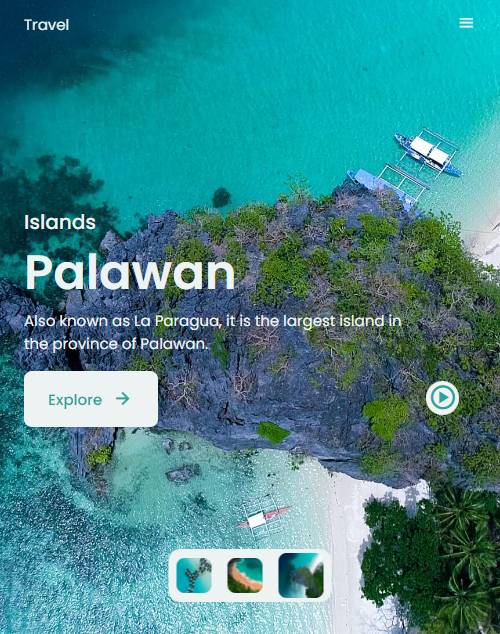 Travel
Islands
Palawan
Also known as La Paragua, it is the largest island in
the province of Palawan.
Explore